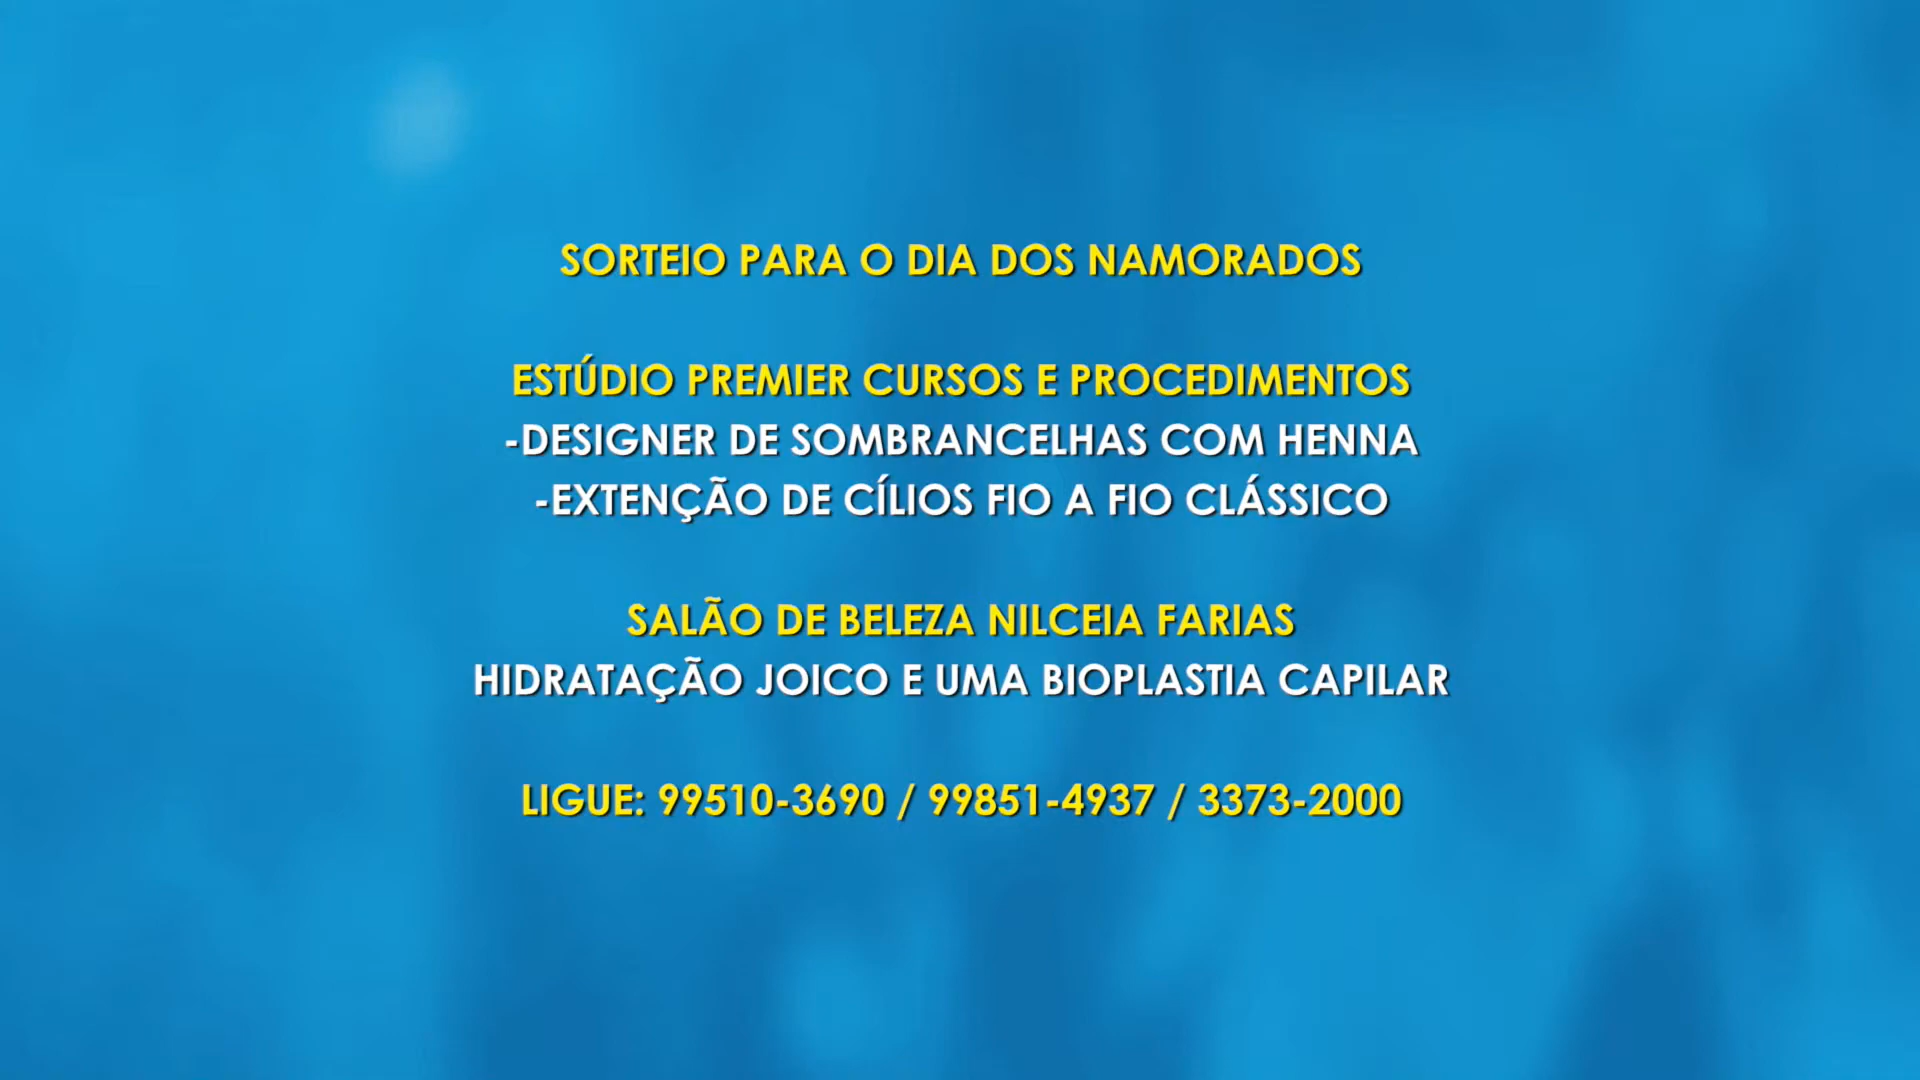 SORTEIO PARA O DIA DOS NAMORADOS
ESTÚDIO PREMIER CURSOS E PROCEDIMENTOS
-DESIGNER DE SOMBRANCELHAS COM HENNA
-EXTENÇÃO DE CÍLIOS FIO A FIO CLÁSSICO
SALÃO DE BELEZA NILCEIA FARIAS
HIDRATAÇÃO JOICO E UMA BIOPLASTIA CAPILAR
LIGUE: 99510-3690 / 99851-4937 / 3373-2000